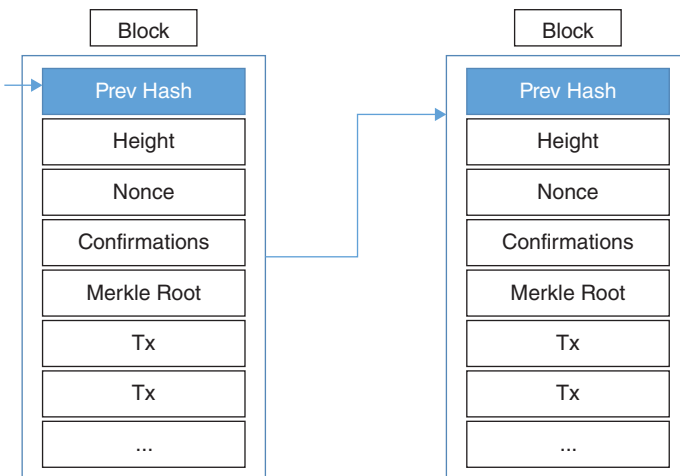 Block
Prev Hash
Height
Nonce
Confirmations
Merkle Root
Tx
Tx
...
Block
Prev Hash
Height
Nonce
Confirmations
Merkle Root
Tx
Tx
...